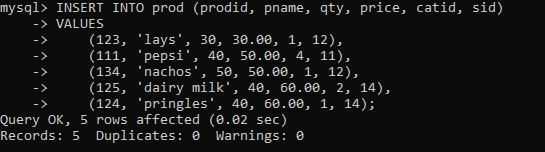 mysql> INSERT INTO prod (prodid, pname, qty, price, catid, sid)
    -> VALUES
    ->     (123, 'lays', 30, 30.00, 1, 12),
    ->     (111, 'pepsi', 40, 50.00, 4, 11),
    ->     (134, 'nachos', 50, 50.00, 1, 12),
    ->     (125, 'dairy milk', 40, 60.00, 2, 14),
    ->     (124, 'pringles', 40, 60.00, 1, 14);
Query OK, 5 rows affected (0.02 sec)
Records: 5  Duplicates: 0  Warnings: 0